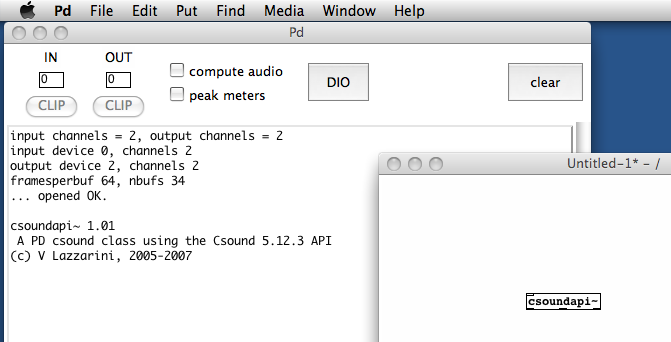 Pd File Edit Put Find Media Window Help
Pd
IN OUT
0 0
CLIP CLIP
compute audio
peak meters
DIO
clear
input channels = 2, output channels = 2
input device 0, channels 2
output device 2, channels 2
framesperbuf 64, nbufs 34
... opened OK.
csoundapi~ 1.01
A PD csound class using the Csound 5.12.3 API
(c) V Lazzarini, 2005-2007
Untitled-1* - /
csoundapi~